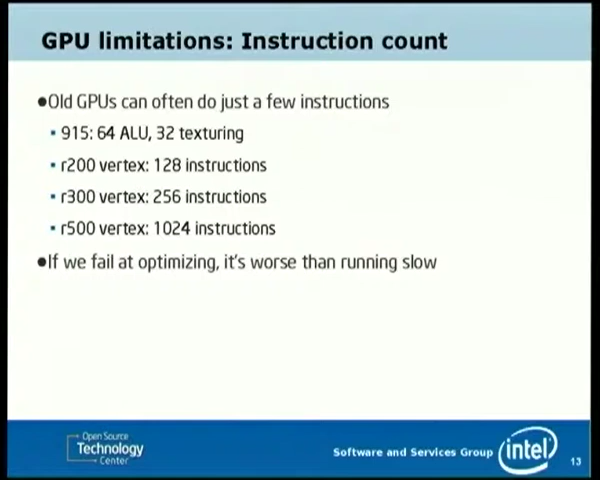 GPU limitations: Instruction count
●Old GPUs can often do just a few instructions
▪ 915: 64 ALU, 32 texturing
▪ r200 vertex: 128 instructions
▪ r300 vertex: 256 instructions
▪ r500 vertex: 1024 instructions
●If we fail at optimizing, it's worse than running slow
Open Source
Technology
Center
Software and Services Group
intel
13